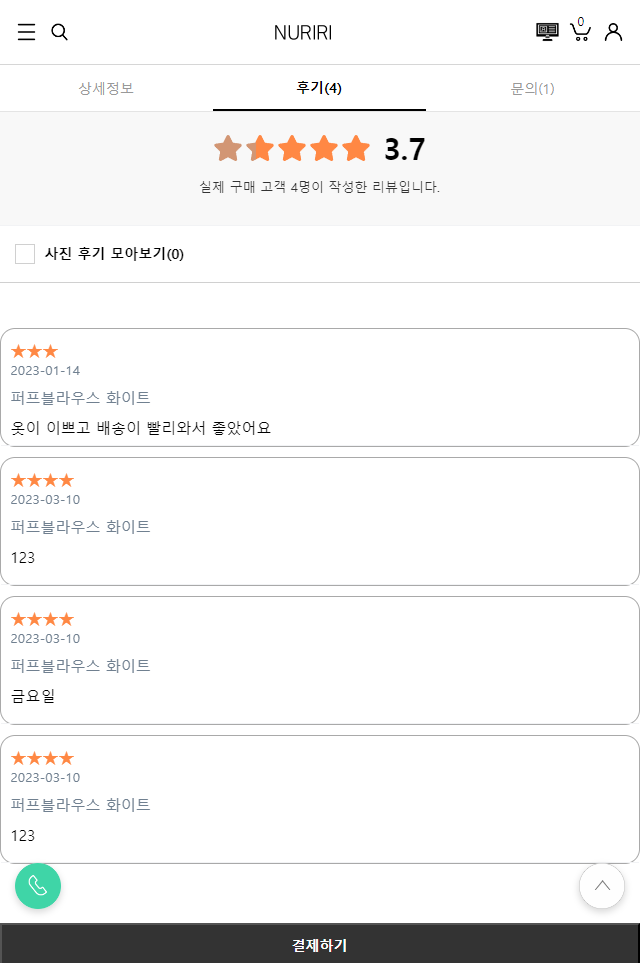 NURIRI
0
상세정보
후기(4)
문의(1)
3.7
실제 구매 고객 4명이 작성한 리뷰입니다.
사진 후기 모아보기(0)
★★★
2023-01-14
퍼프블라우스 화이트
옷이 이쁘고 배송이 빨리와서 좋았어요
★★★★
2023-03-10
퍼프블라우스 화이트
123
★★★★
2023-03-10
퍼프블라우스 화이트
금요일
★★★★
2023-03-10
퍼프블라우스 화이트
123
결제하기